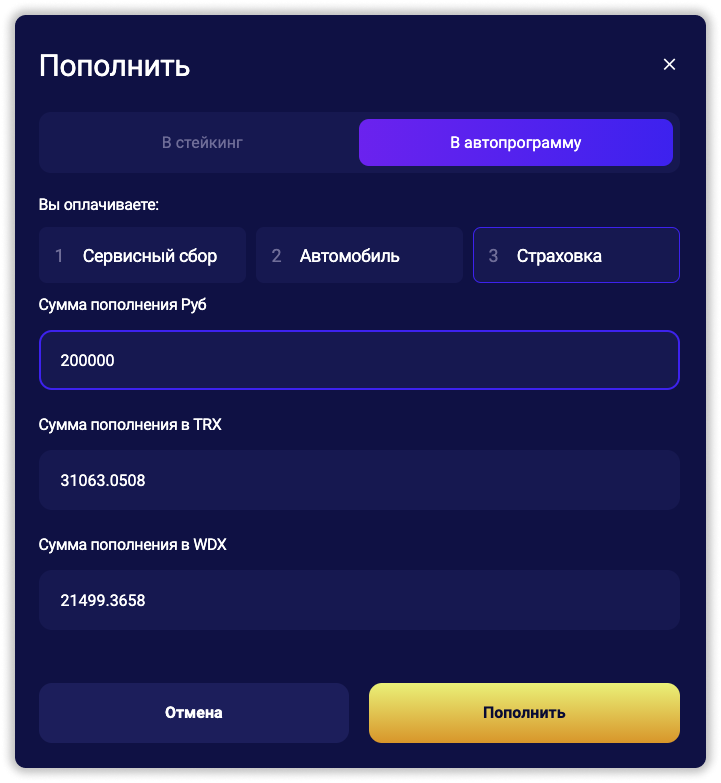 Пополнить
В стейкинг
В автопрограмму
Вы оплачиваете:
1 Сервисный сбор
2 Автомобиль
3 Страховка
Сумма пополнения Руб
200000
Сумма пополнения в TRX
31063.0508
Сумма пополнения в WDX
21499.3658
Отмена
Пополнить